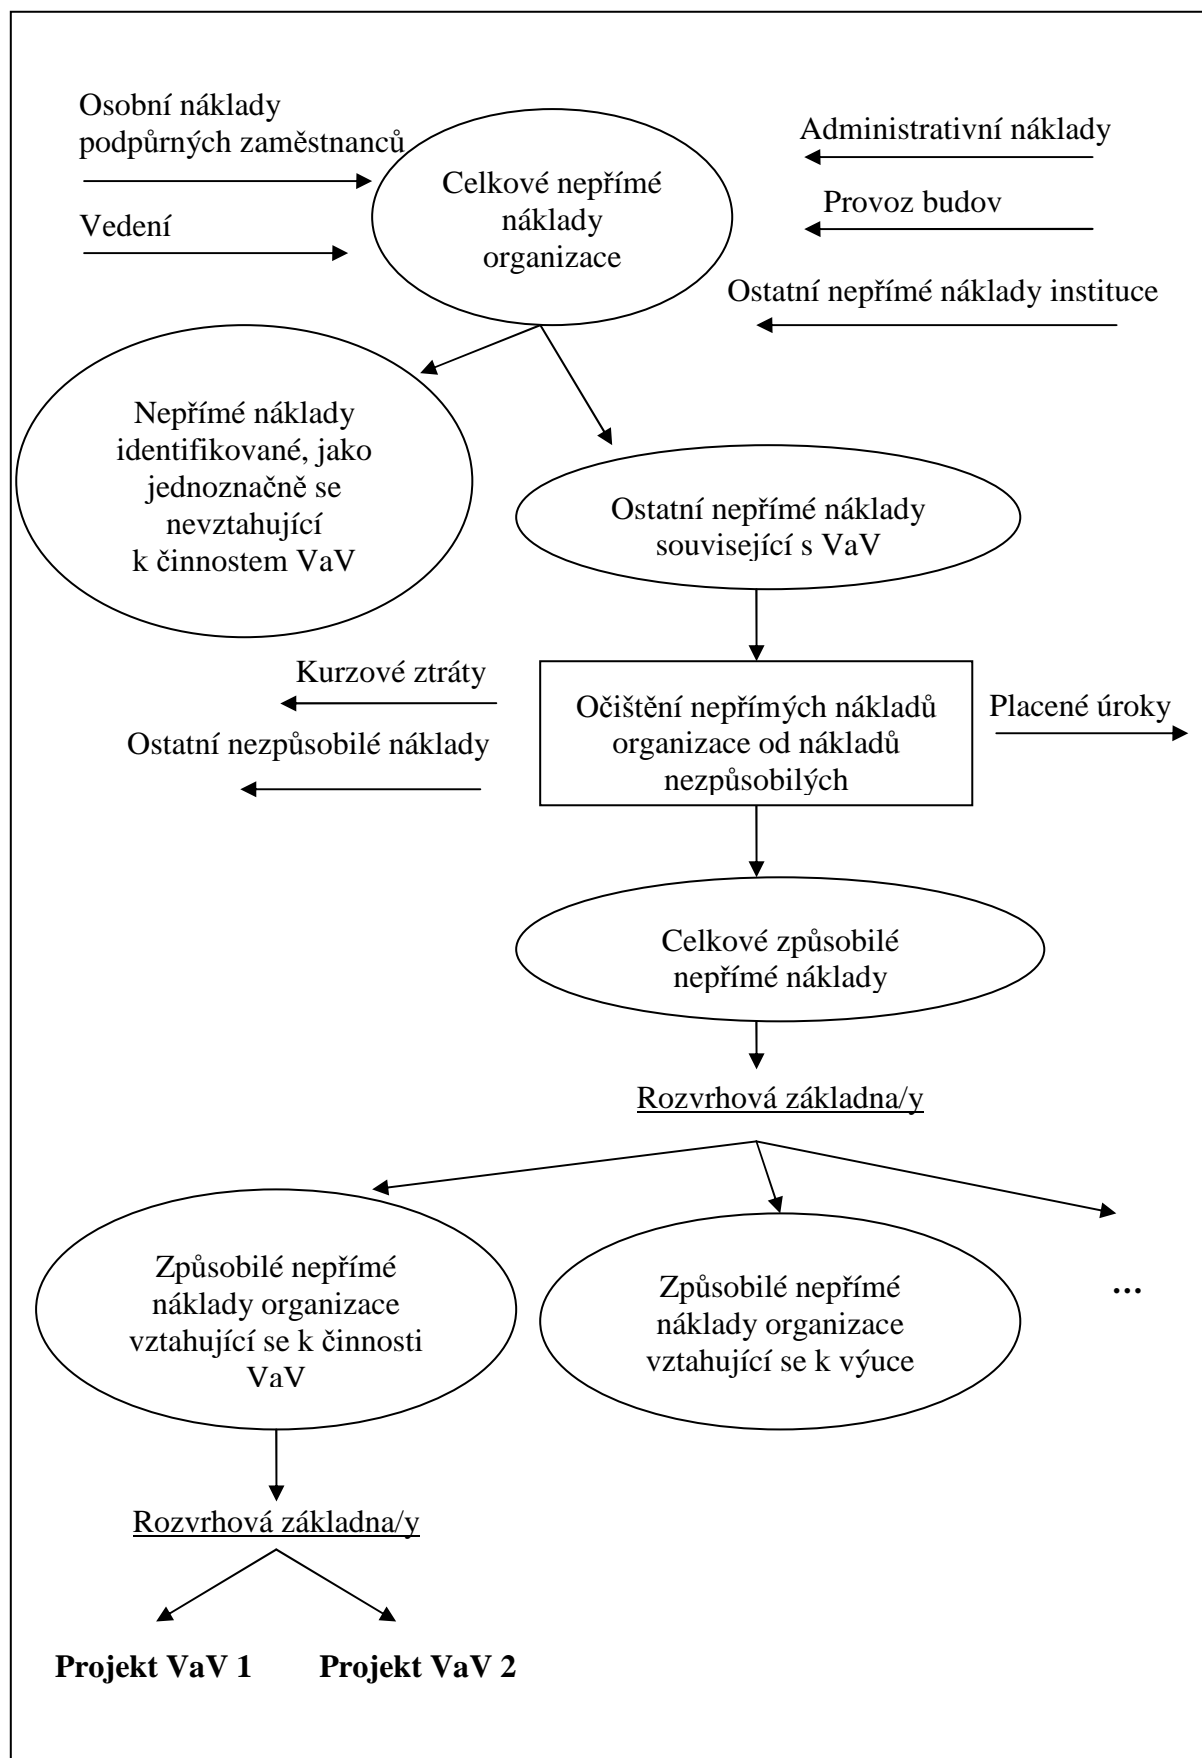 Osobní náklady
podpůrných zaměstnanců
Vedení
Celkové nepřímé
náklady
organizace
Administrativní náklady
Provoz budov
Ostatní nepřímé náklady instituce
Nepřímé náklady
identifikované, jako
jednoznačně se
nevztahující
k činnostem VaV
Ostatní nepřímé náklady
související s VaV
Kurzové ztráty
Ostatní nezpůsobilé náklady
Očištění nepřímých nákladů
organizace od nákladů
nezpůsobilých
Placené úroky
Celkové způsobilé
nepřímé náklady
Rozvrhová základna/y
Způsobilé nepřímé
náklady organizace
vztahující se k činnosti
VaV
Způsobilé nepřímé
náklady organizace
vztahující se k výuce
...
Rozvrhová základna/y
Projekt VaV 1
Projekt VaV 2